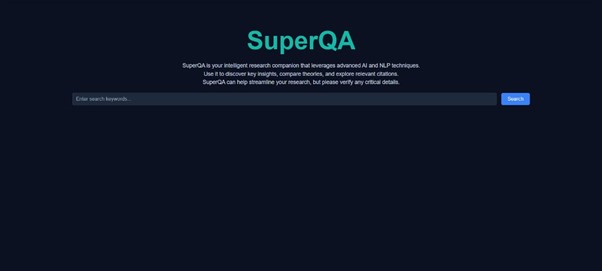 SuperQA
SuperQA is your intelligent research companion that leverages advanced AI and NLP techniques.
Use it to discover key insights, compare theories, and explore relevant citations.
SuperQA can help streamline your research, but please verify any critical details.
Enter search keywords...
Search